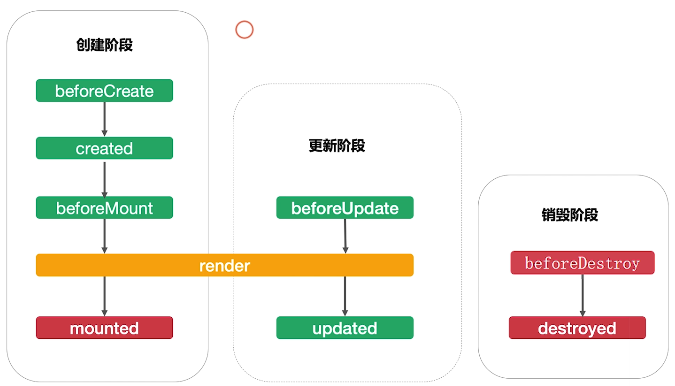 创建阶段
beforeCreate
created
beforeMount
render
mounted
更新阶段
beforeUpdate
updated
销毁阶段
beforeDestroy
destroyed